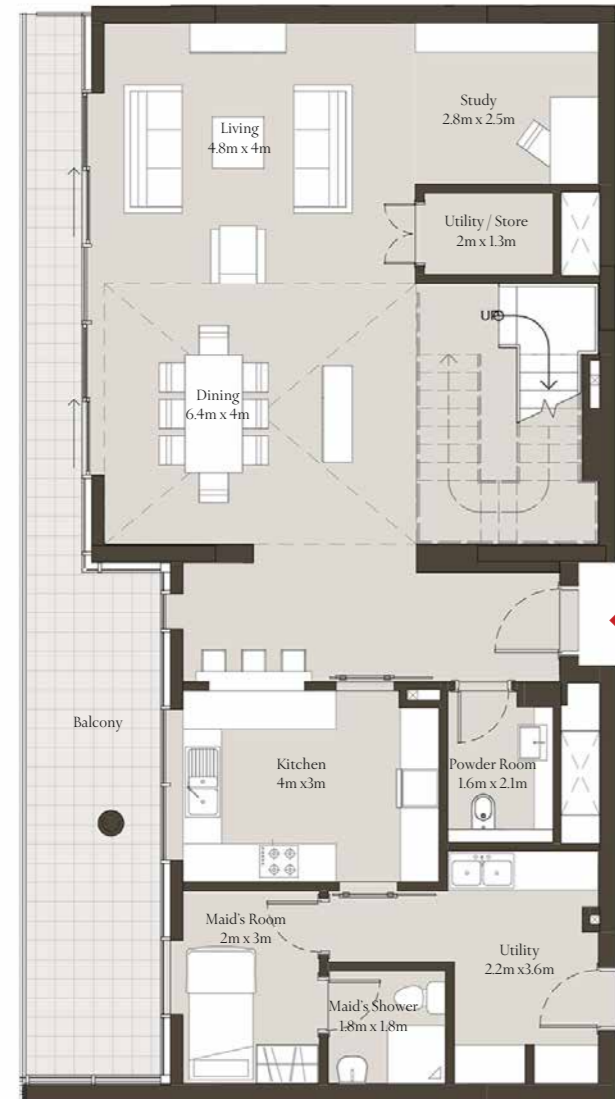 Study
2.8m x 2.5m
Living
4.8m x 4m
Utility / Store
2m x 1.3m
UP
Dining
6.4m x 4m
Balcony
Kitchen
4m x3m
Powder Room
1.6m x 2.1m
Maid's Room
2m x 3m
Utility
2.2m x3.6m
Maid's Shower
1.8m x 1.8m